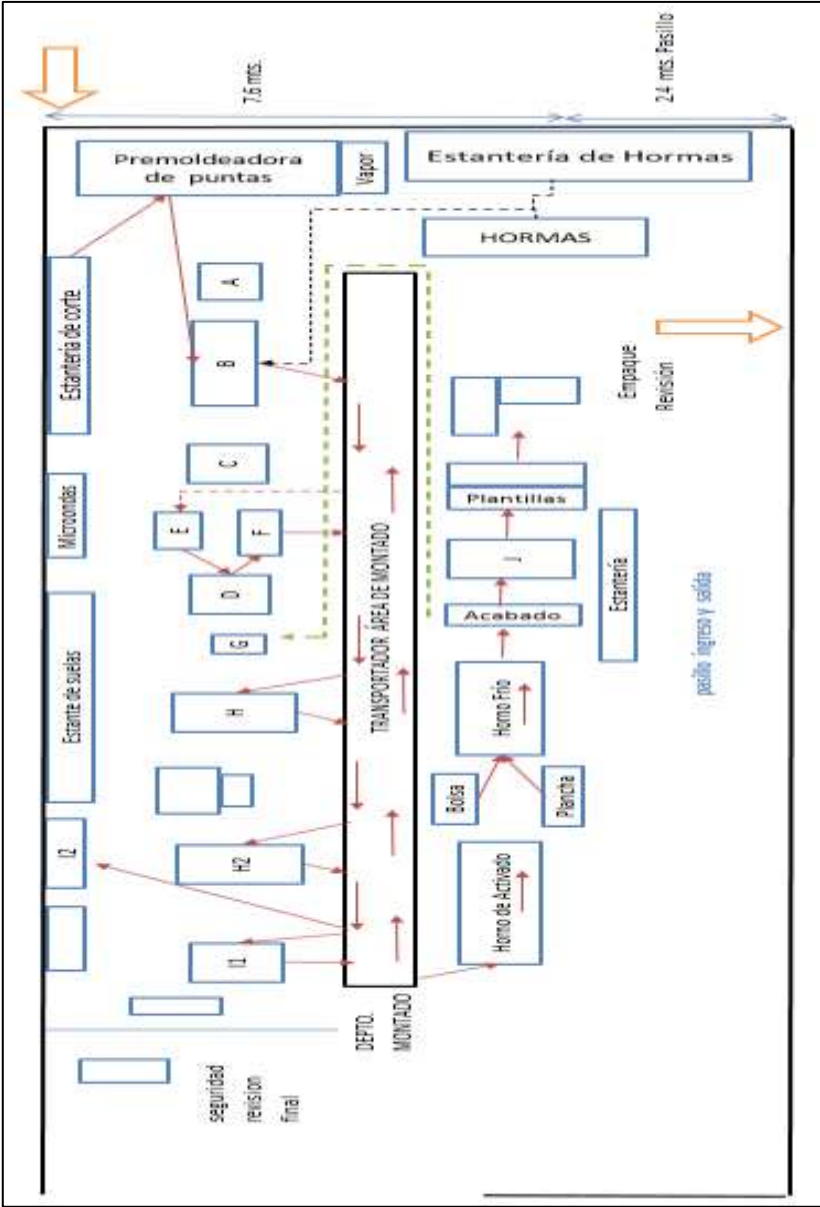 7.6 mts.
2.4 mts. Pasillo
Premoldeadora
de puntas
Vapor
Estantería de Hormas
HORMAS
Estantería de corte
A
B
Microondas
C
E
F
D
G
Estante de suelas
H
I2
H2
I1
TRANSPORTADOR ÁREA DE MONTADO
DEPTO.
MONTADO
seguridad
revision
final
Horno de Activado
Bolsa
Plancha
Horno Frío
Acabado
J
Plantillas
Estantería
Empaque
Revisión
pasillo ingreso y salida